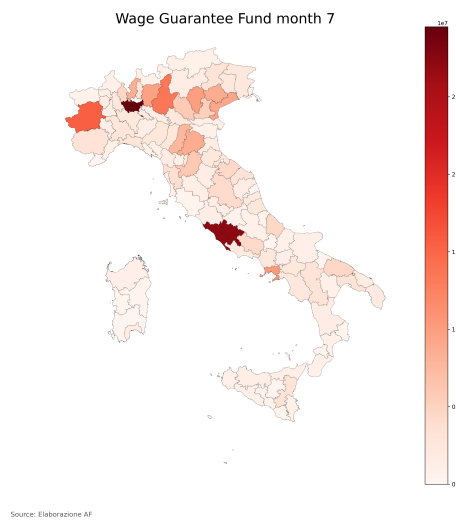 Wage Guarantee Fund month 7
1e7
2.
2.
1.
1.
0.
0.
Source: Elaborazione AF